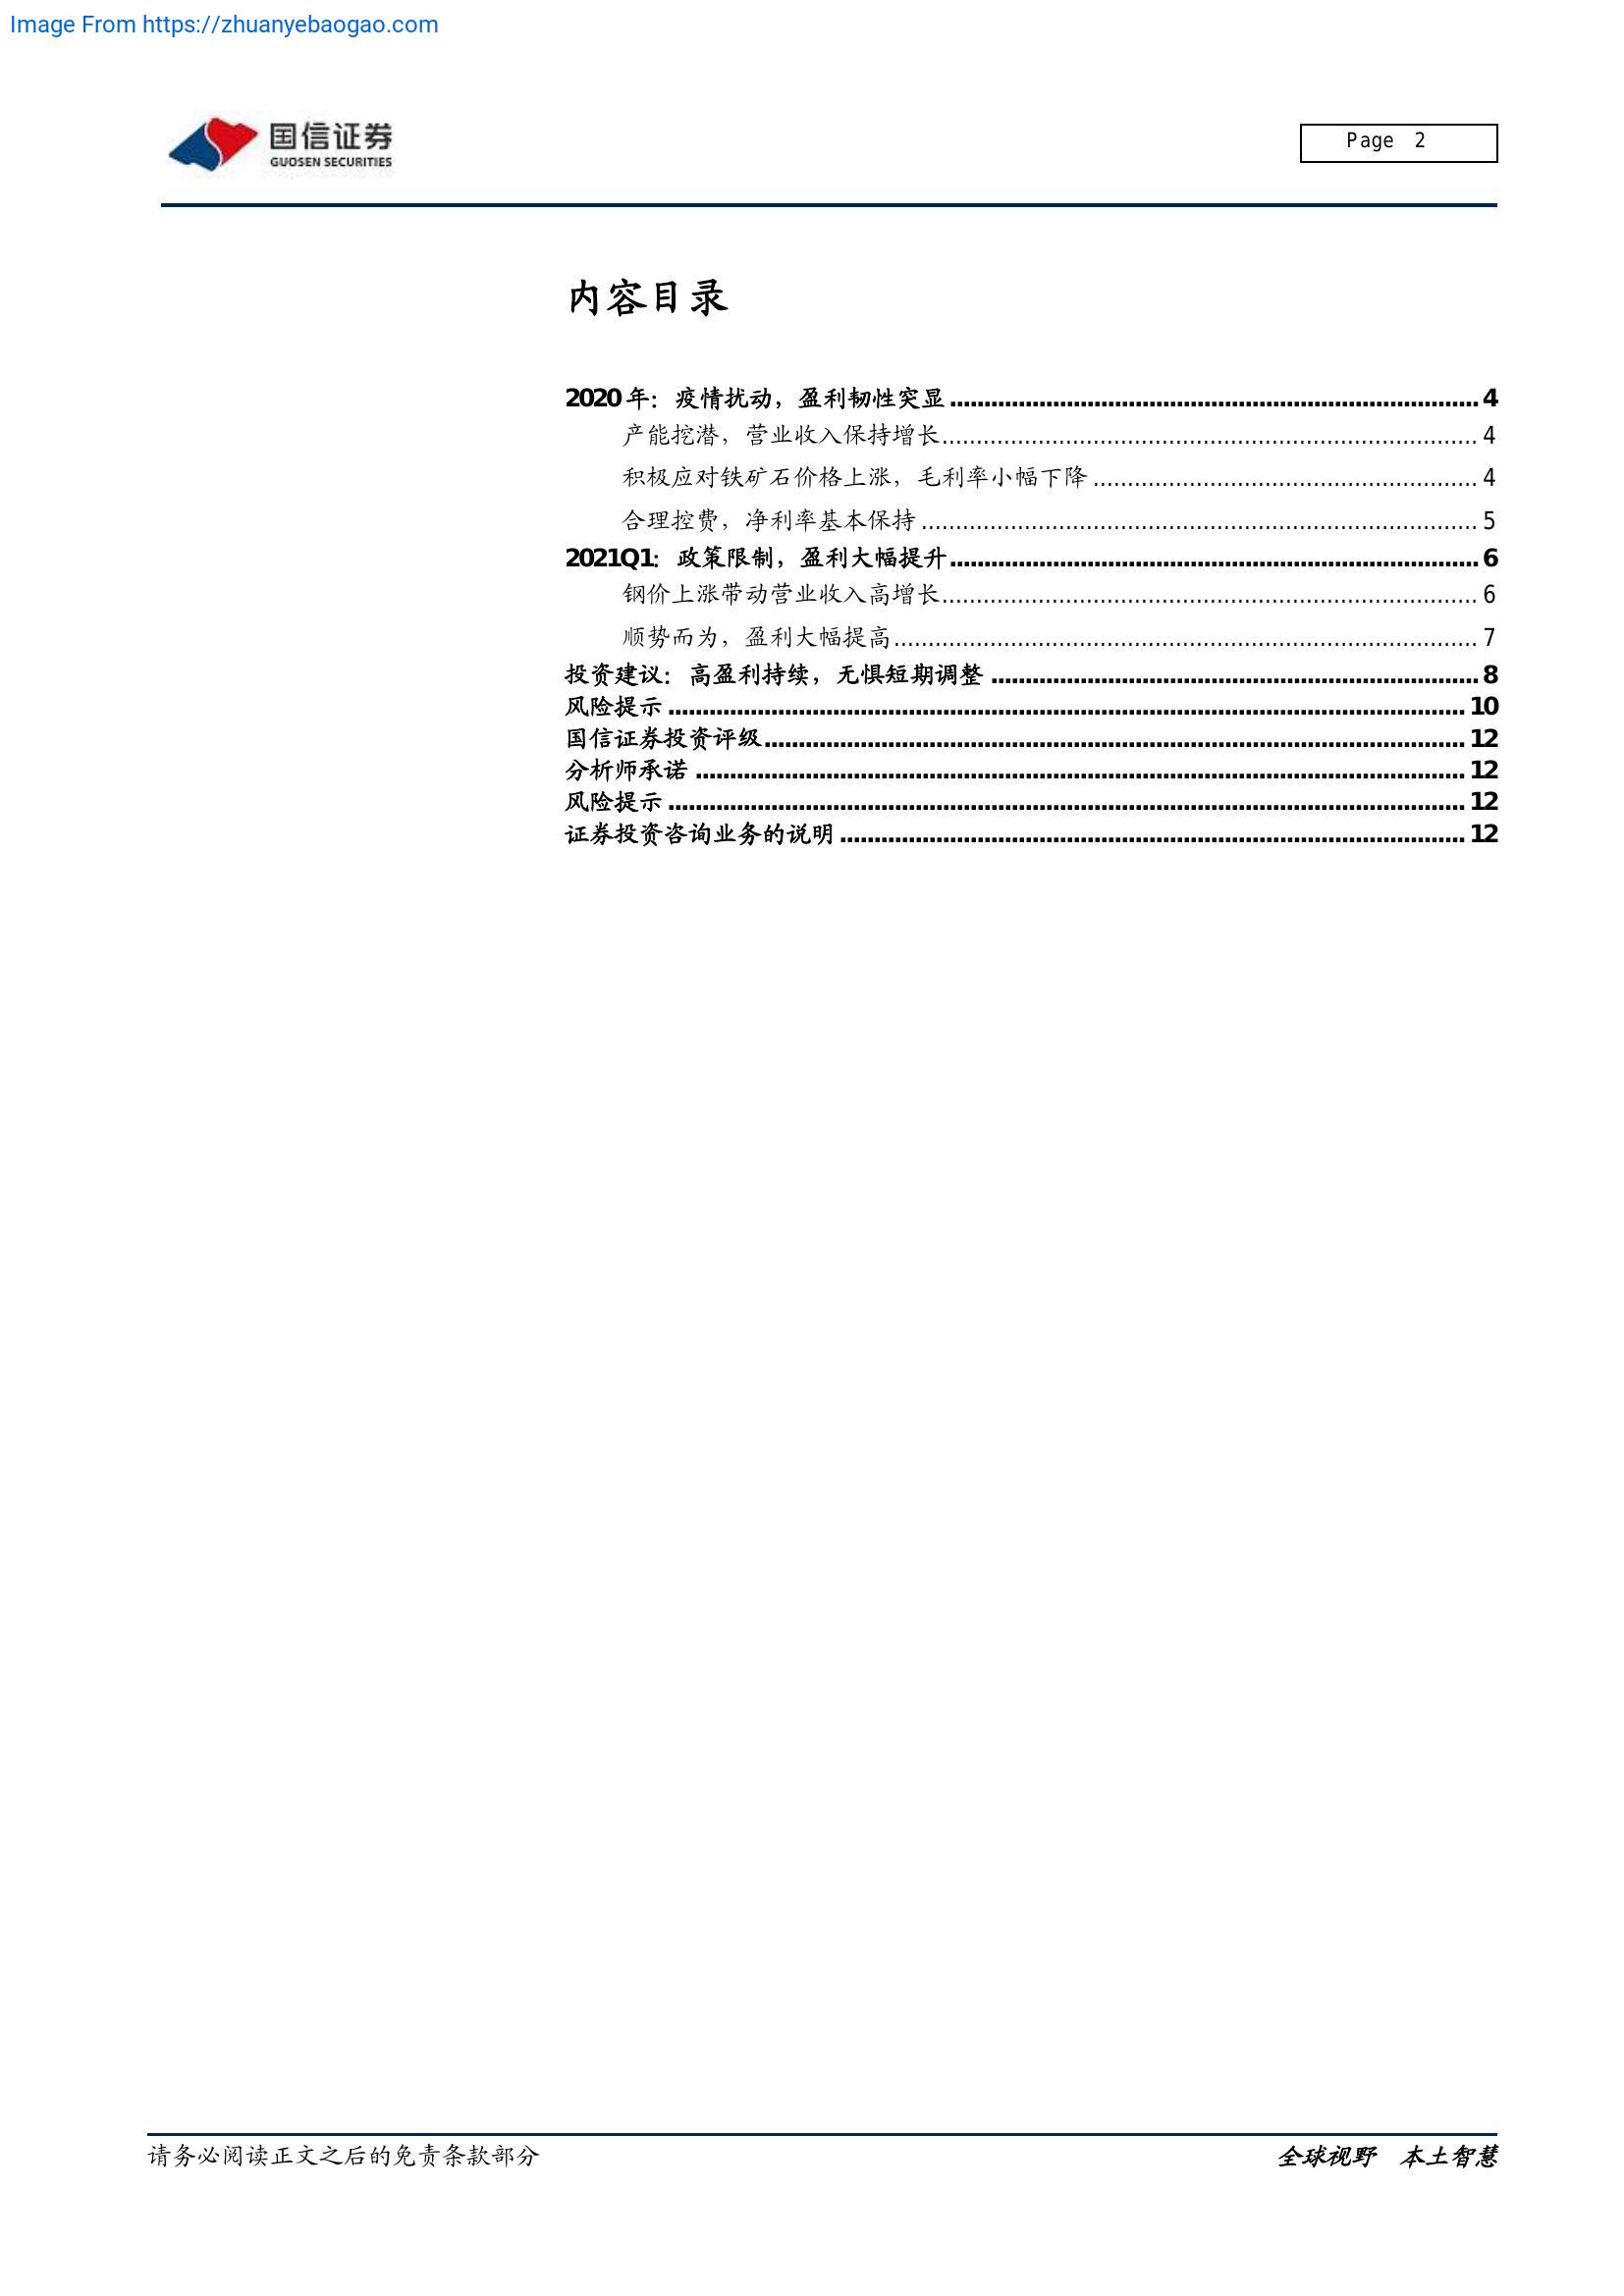 Image From https://zhuanyebaogao.com
国信证券
GUOSEN SECURITIES
Page 2
内容目录
2020年：疫情扰动，盈利韧性突显 4
产能挖潜，营业收入保持增长 4
积极应对铁矿石价格上涨，毛利率小幅下降 4
合理控费，净利率基本保持 5
2021Q1：政策限制，盈利大幅提升 6
钢价上涨带动营业收入高增长 6
顺势而为，盈利大幅提高 7
投资建议：高盈利持续，无惧短期调整 8
风险提示 10
国信证券投资评级 12
分析师承诺 12
风险提示 12
证券投资咨询业务的说明 12
请务必阅读正文之后的免责条款部分
全球视野 本土智慧